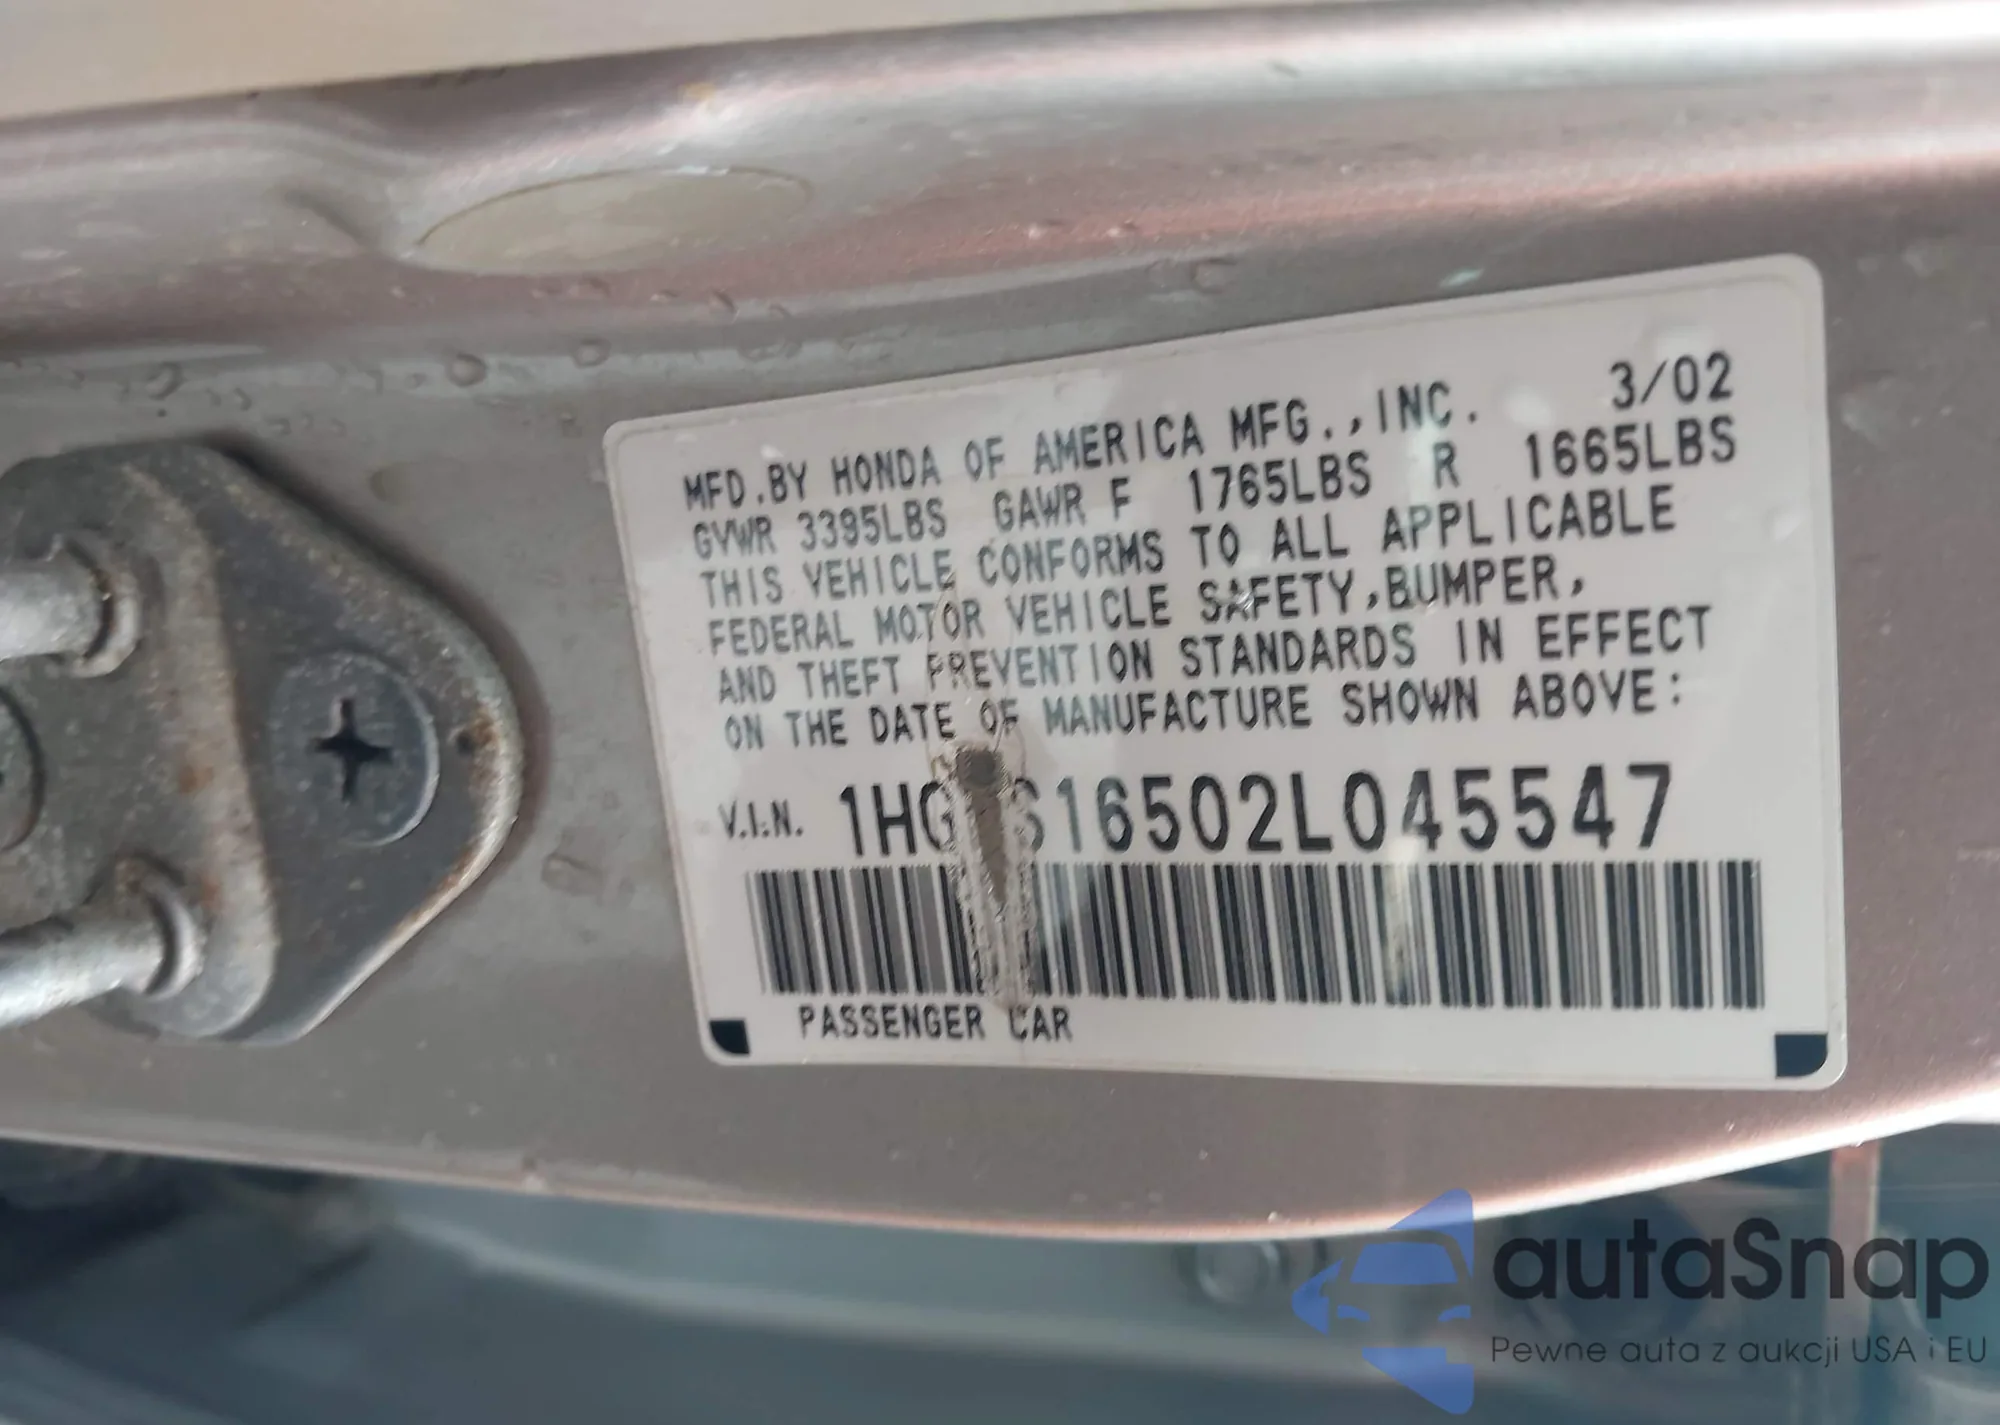 3/02
MFD.BY HONDA OF AMERICA MFG.,INC.
GVWR 3395LBS GAWR F 1765LBS R 1665LBS
THIS VEHICLE CONFORMS TO ALL APPLICABLE
FEDERAL MOTOR VEHICLE SAFETY,BUMPER,
AND THEFT PREVENTION STANDARDS IN EFFECT
ON THE DATE OF MANUFACTURE SHOWN ABOVE:
V.I.N.
PASSENGER CAR
autaSnap
Pewne auta z aukcji USA i EU